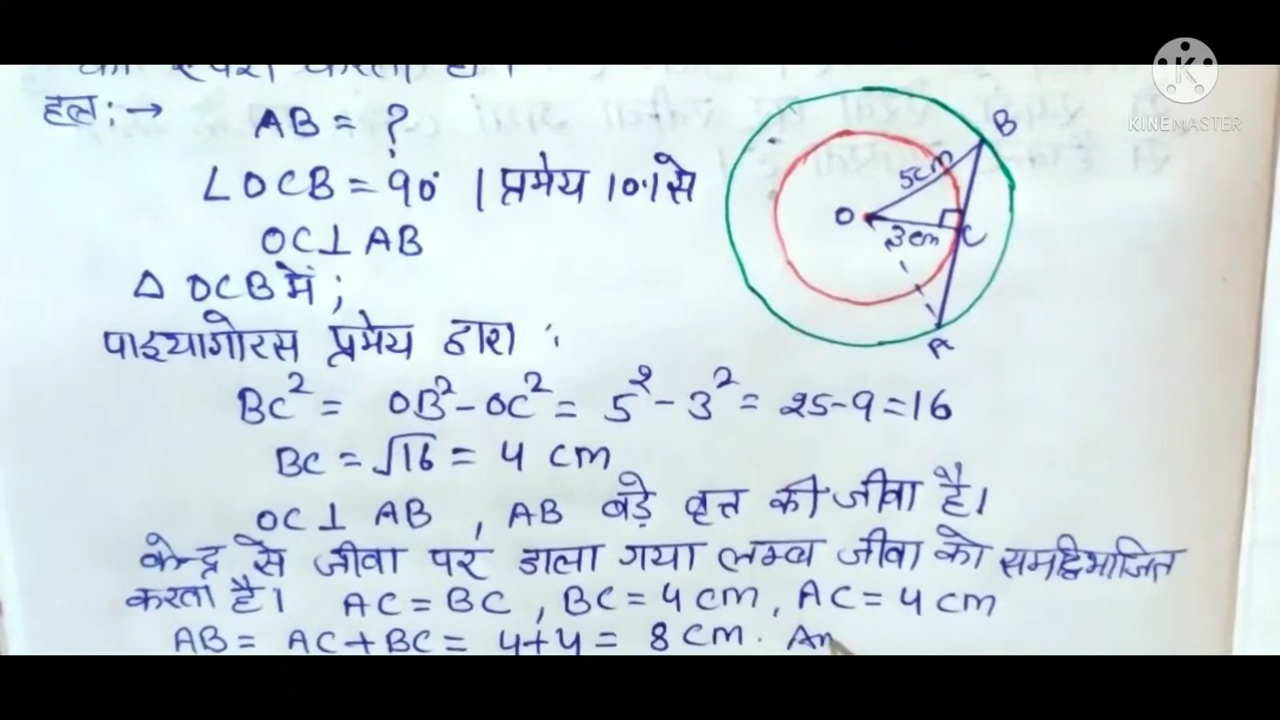 हल :→
AB = ?
∠OCB = 90° | प्रमेय 10.1 से
OC⊥ AB
△ OCB में ;
पाइथागोरस प्रमेय द्वारा :
BC² = OB² - OC² = 5² - 3² = 25-9 = 16
BC = √16 = 4 cm
OC⊥ AB , AB बड़े वृत्त की जीवा है।
केन्द्र से जीवा पर डाला गया लम्ब जीवा को समद्विभाजित
करता है। AC = BC , BC = 4 cm, AC = 4 cm
AB = AC + BC = 4+4 = 8 cm. An
B
5cm
O
3cm
C
A
K
KINEMASTER